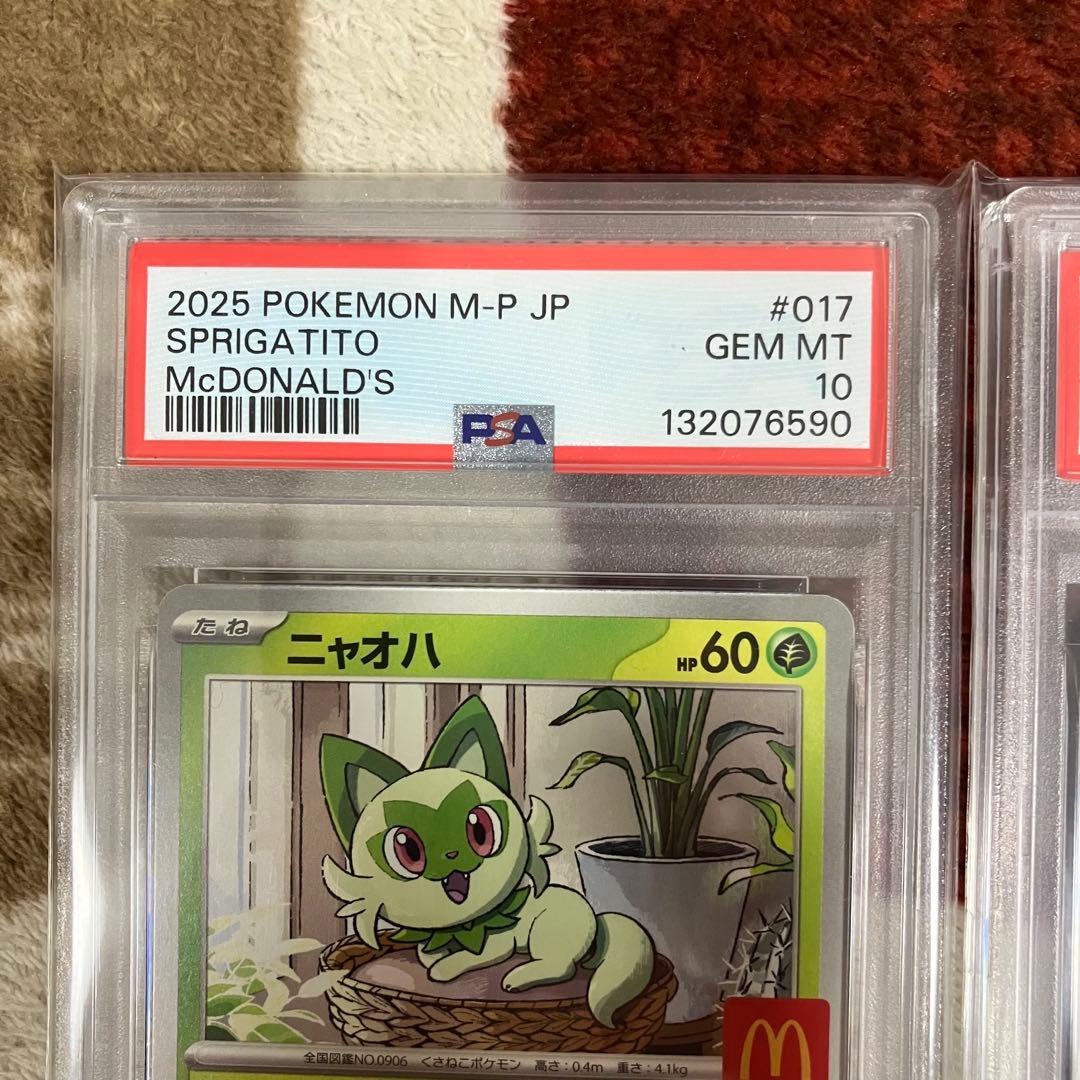 2025 POKEMON M-P JP #017
SPRIGATITO GEM MT
McDONALD'S 10
132076590
PSA
たね ニャオハ HP 60
全国図鑑NO.0906 くさねこポケモン 高さ:0.4m 重さ:4.1kg